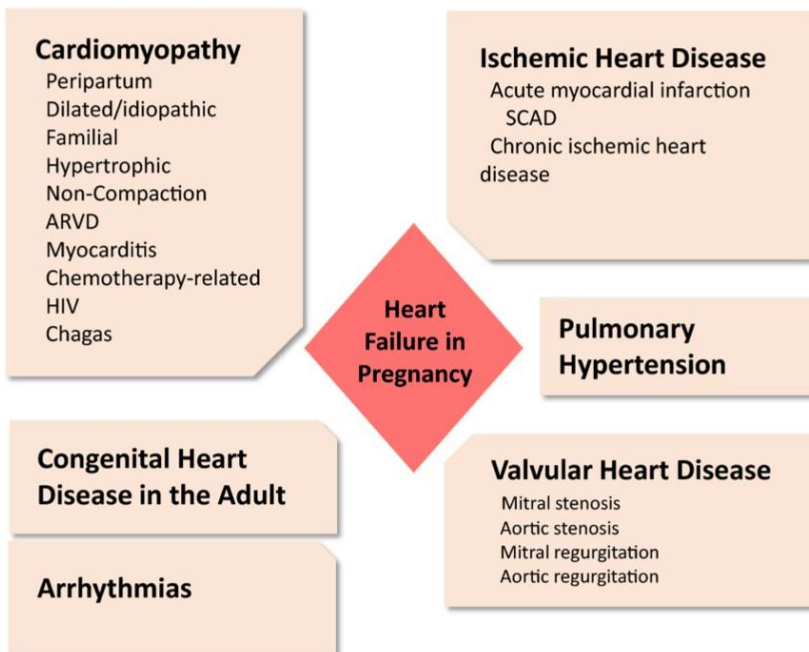 Cardiomyopathy
Peripartum
Dilated/idiopathic
Familial
Hypertrophic
Non-Compaction
ARVD
Myocarditis
Chemotherapy-related
HIV
Chagas
Ischemic Heart Disease
Acute myocardial infarction
SCAD
Chronic ischemic heart
disease
Heart
Failure in
Pregnancy
Pulmonary
Hypertension
Congenital Heart
Disease in the Adult
Valvular Heart Disease
Mitral stenosis
Aortic stenosis
Mitral regurgitation
Aortic regurgitation
Arrhythmias